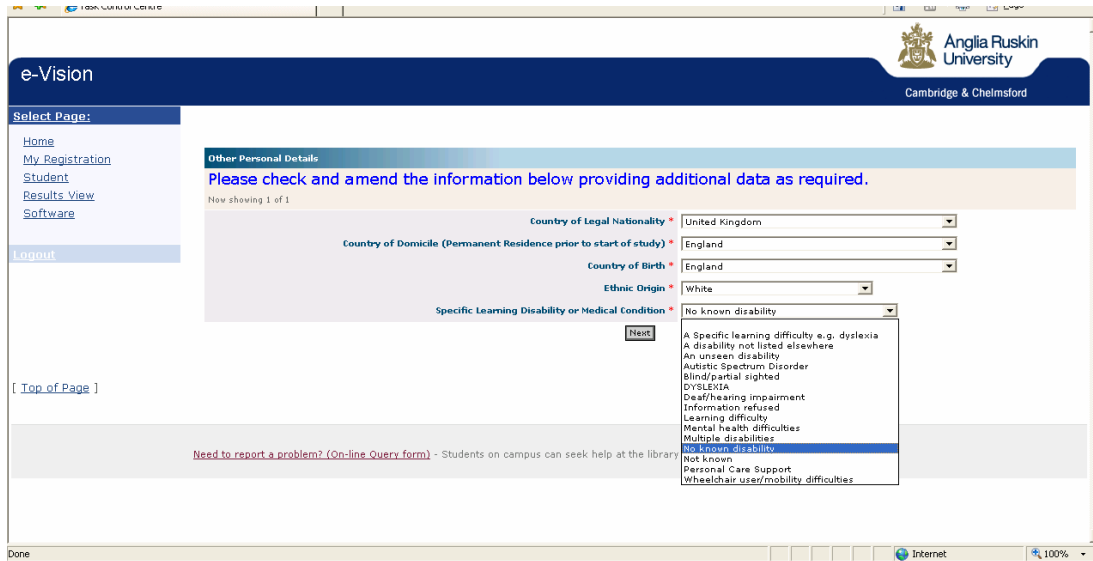 Task Control Centre
Anglia Ruskin
University
e-Vision
Cambridge & Chelmsford
Select Page:
Home
My Registration
Student
Results View
Software
Logout
Other Personal Details
Please check and amend the information below providing additional data as required.
Now showing 1 of 1
Country of Legal Nationality * United Kingdom
Country of Domicile (Permanent Residence prior to start of study) * England
Country of Birth * England
Ethnic Origin * White
Specific Learning Disability or Medical Condition * No known disability
Next
A Specific learning difficulty e.g. dyslexia
A disability not listed elsewhere
An unseen disability
Autistic Spectrum Disorder
Blind/partial sighted
DYSLEXIA
Deaf/hearing impairment
Information refused
Learning difficulty
Mental health difficulties
Multiple disabilities
No known disability
Not known
Personal Care Support
Wheelchair user/mobility difficulties
[ Top of Page ]
Need to report a problem? (On-line Query form) - Students on campus can seek help at the library
Done
Internet
100%